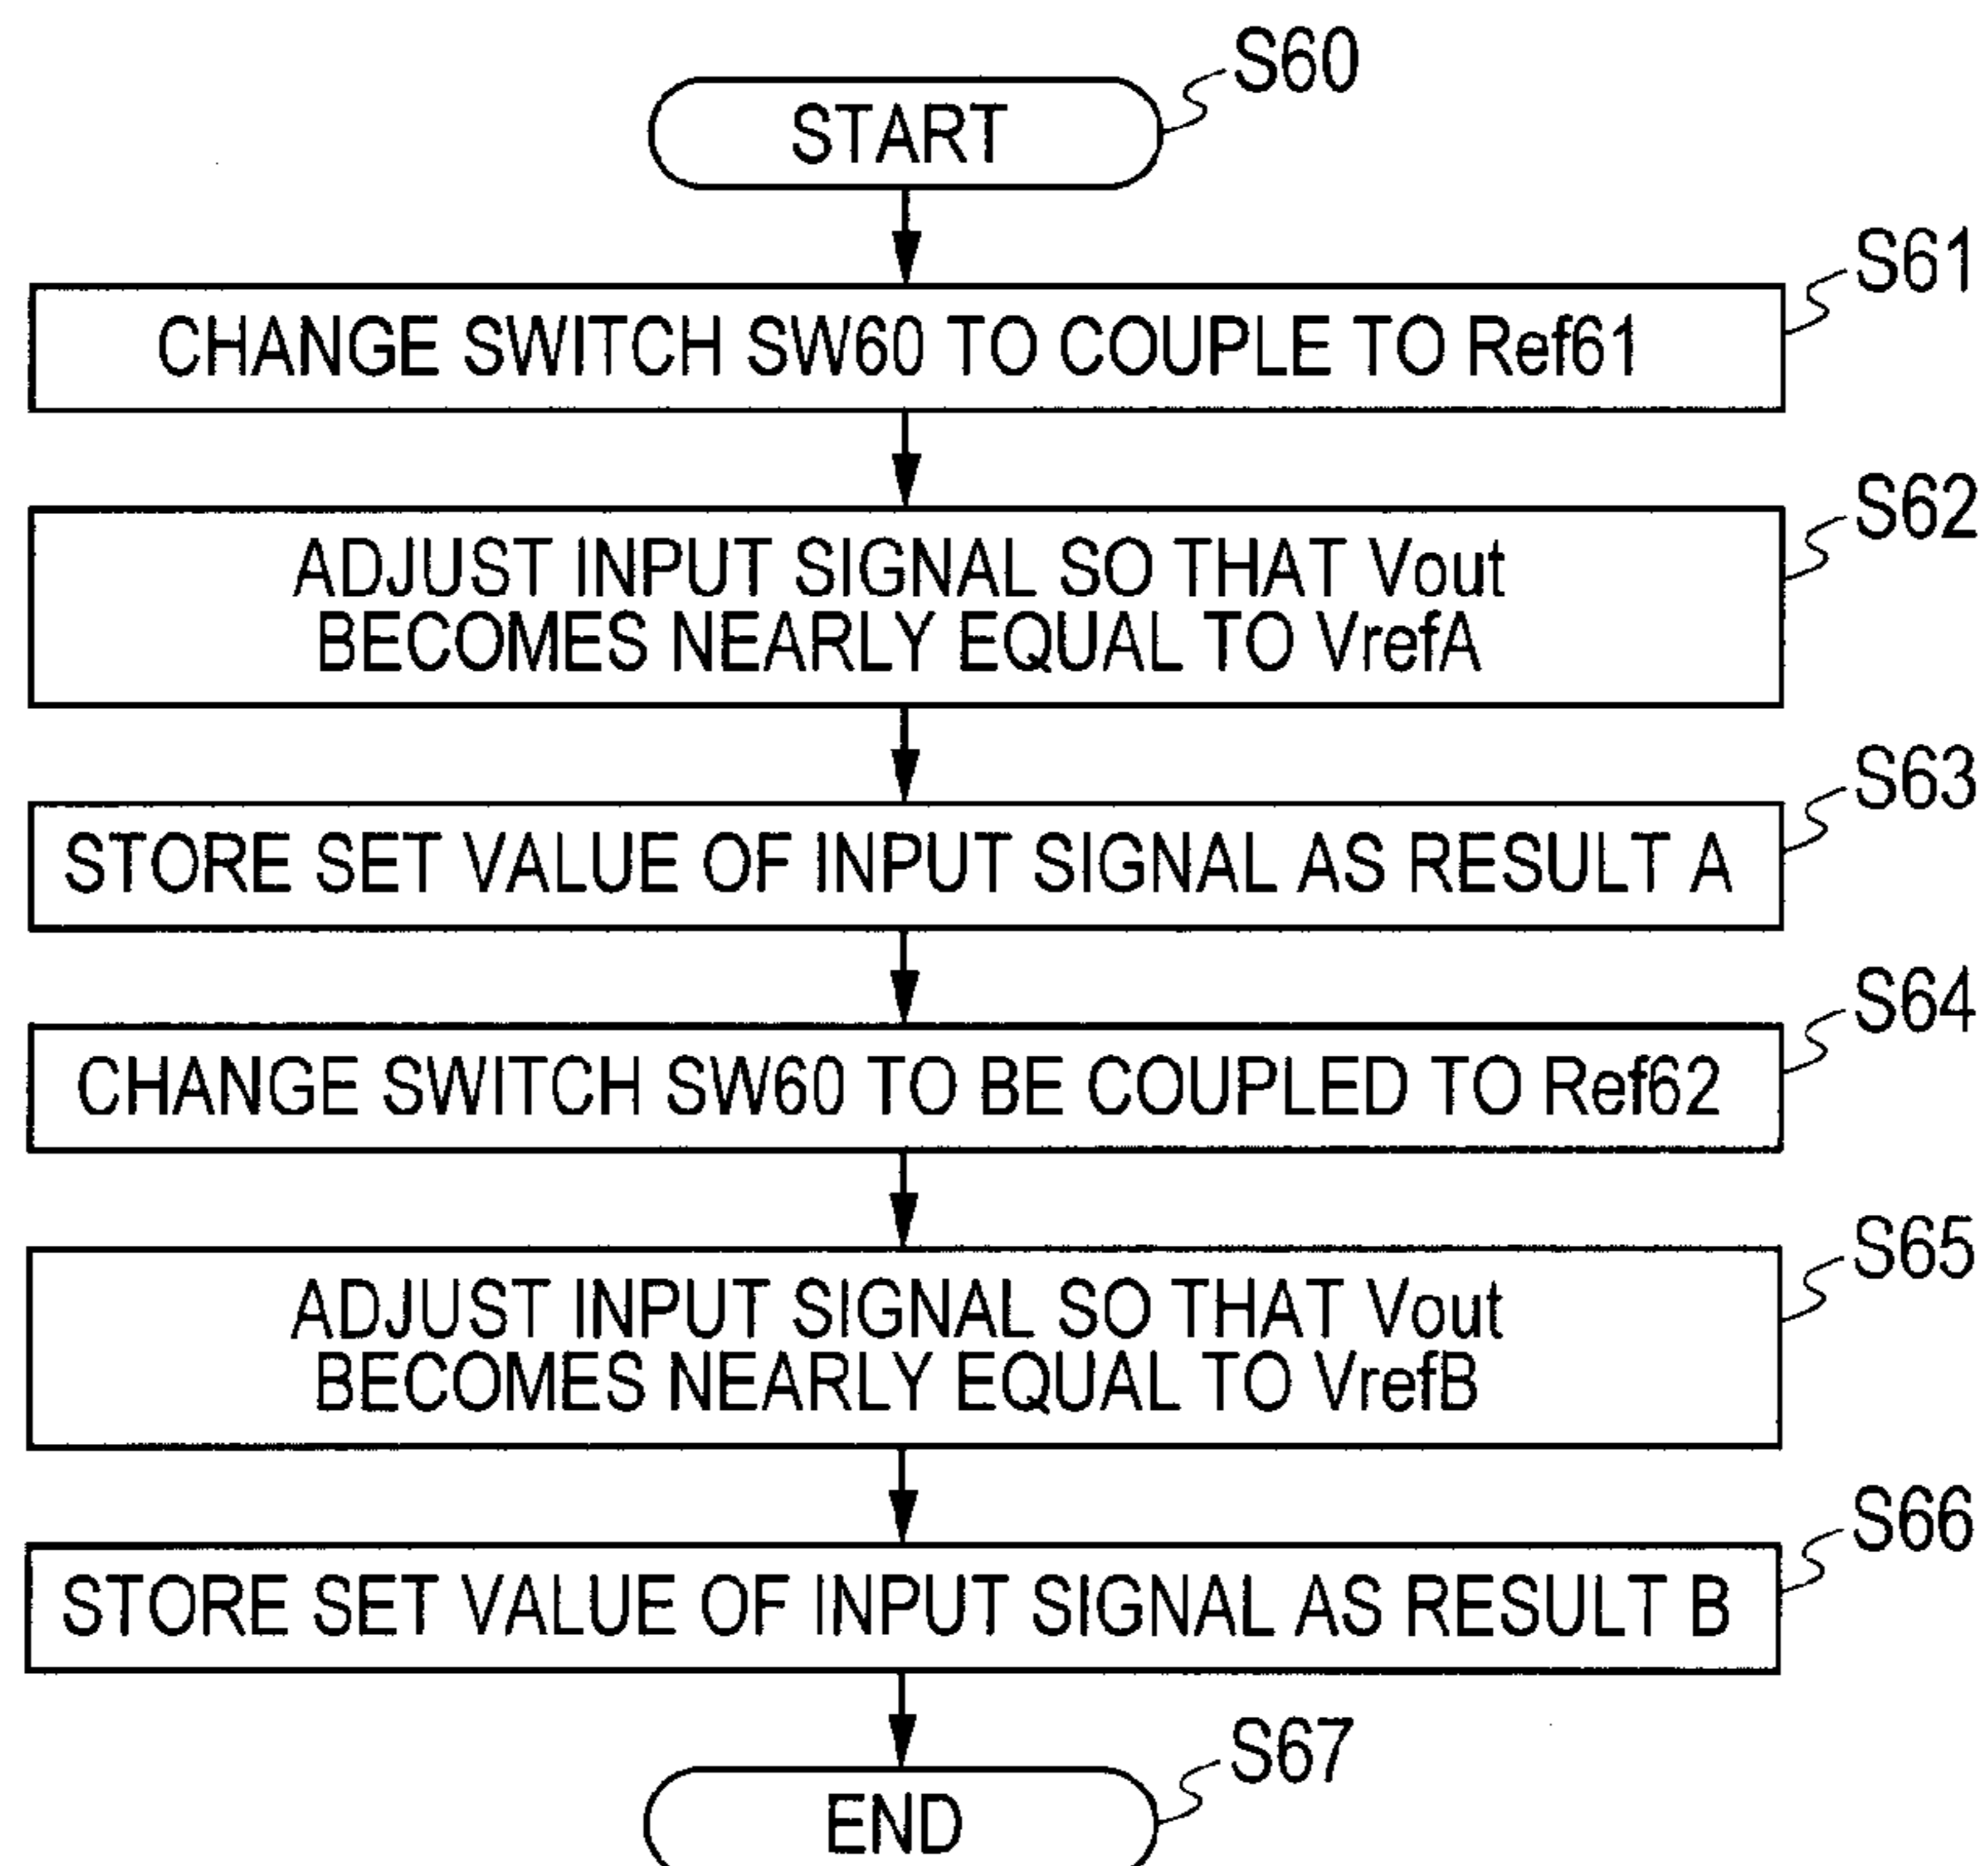 START
S60
CHANGE SWITCH SW60 TO COUPLE TO Ref61
S61
ADJUST INPUT SIGNAL SO THAT Vout
BECOMES NEARLY EQUAL TO VrefA
S62
STORE SET VALUE OF INPUT SIGNAL AS RESULT A
S63
CHANGE SWITCH SW60 TO BE COUPLED TO Ref62
S64
ADJUST INPUT SIGNAL SO THAT Vout
BECOMES NEARLY EQUAL TO VrefB
S65
STORE SET VALUE OF INPUT SIGNAL AS RESULT B
S66
END
S67